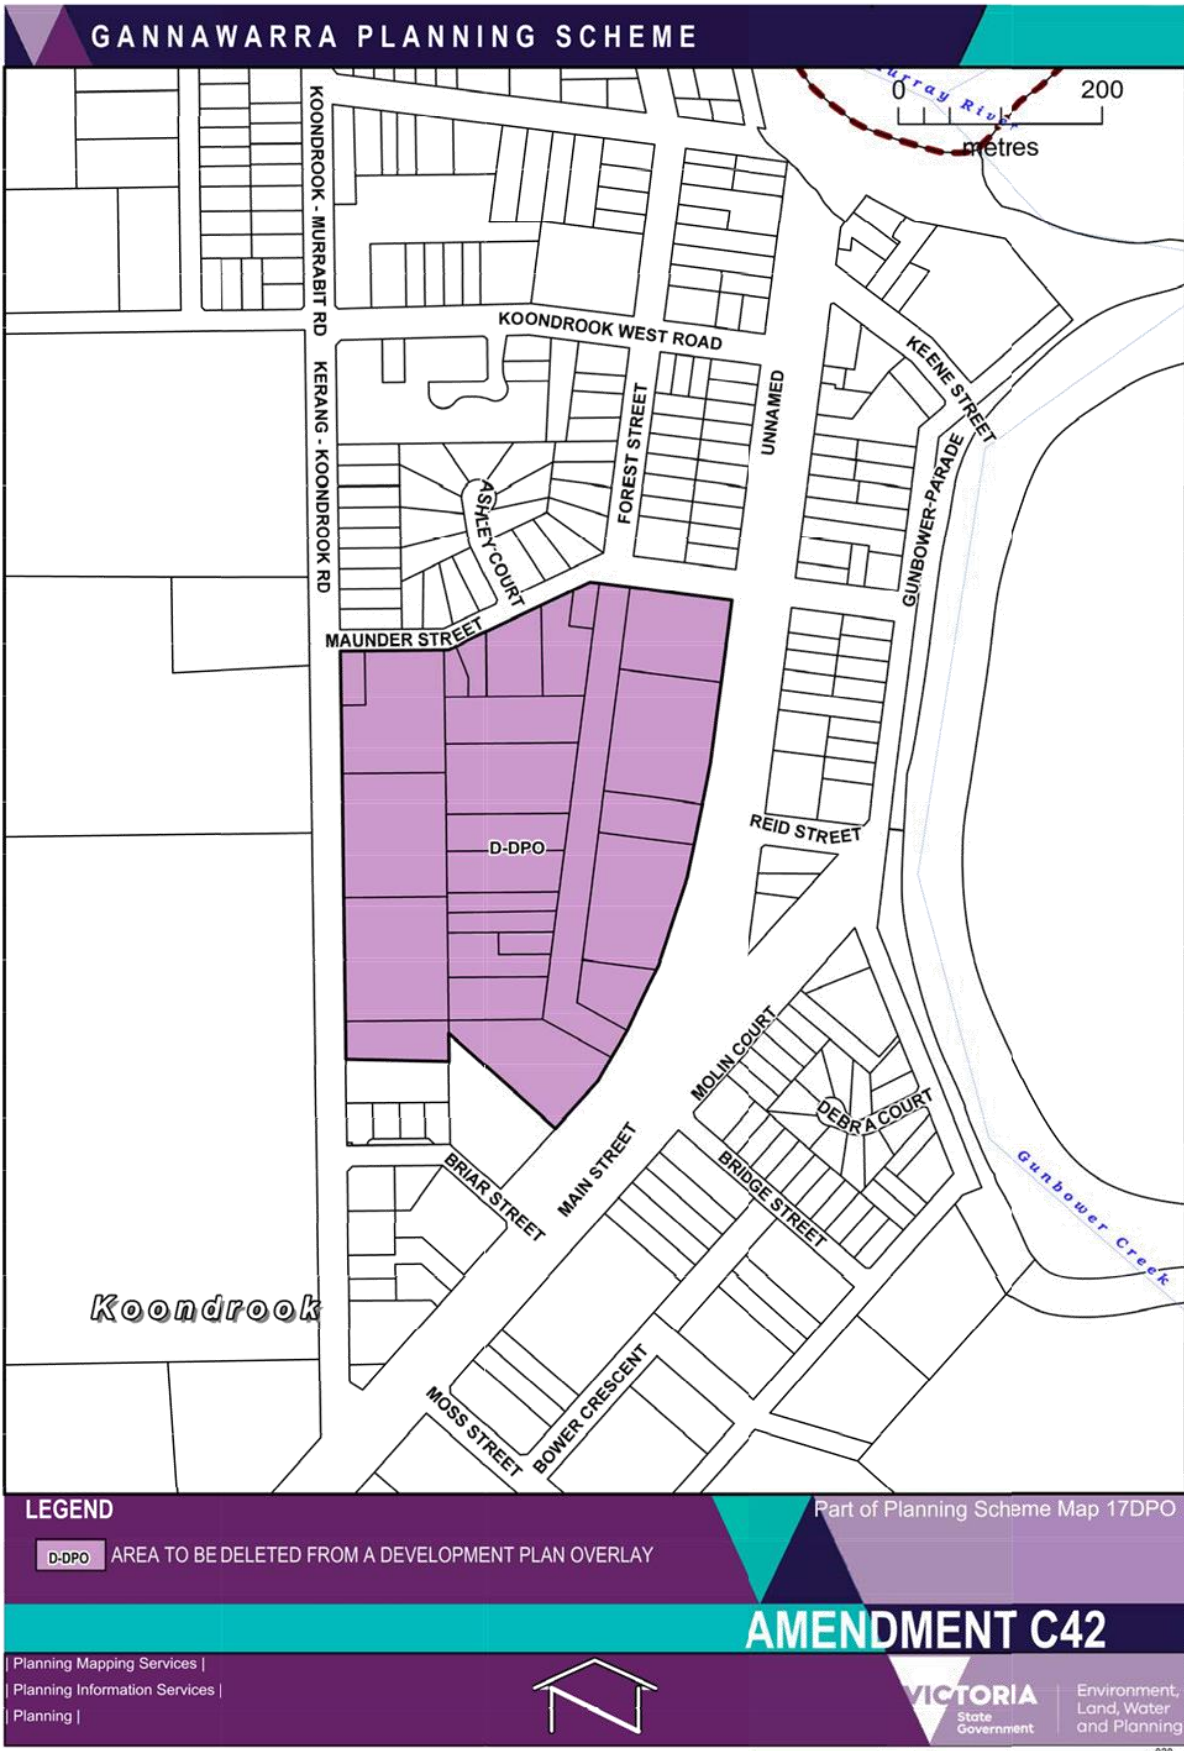 GANNAWARRA PLANNING SCHEME
Murray River
0 200
metres
KOONDROOK - MURRABIT RD
KOONDROOK WEST ROAD
KEENE STREET
KERANG - KOONDROOK RD
FOREST STREET
UNNAMED
ASHLEY COURT
GUNBOWER-PARADE
MAUNDER STREET
REID STREET
D-DPO
MOLIN COURT
DEBRA COURT
MAIN STREET
BRIAR STREET
BRIDGE STREET
Gunbower Creek
Koondrook
MOSS STREET
BOWER CRESCENT
LEGEND
Part of Planning Scheme Map 17DPO
D-DPO AREA TO BE DELETED FROM A DEVELOPMENT PLAN OVERLAY
AMENDMENT C42
| Planning Mapping Services |
| Planning Information Services |
| Planning |
VICTORIA
State
Government
Environment,
Land, Water
and Planning